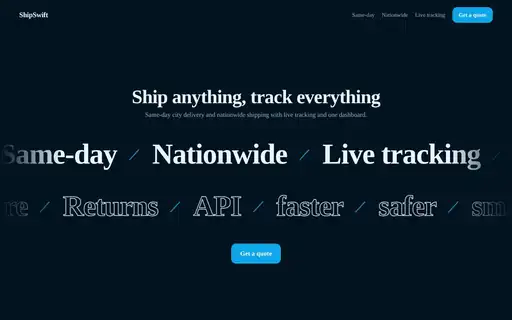 ShipSwift
Same-day Nationwide Live tracking Get a quote
Ship anything, track everything
Same-day city delivery and nationwide shipping with live tracking and one dashboard.
Same-day / Nationwide / Live tracking /
Returns / API / faster / safer /
Get a quote